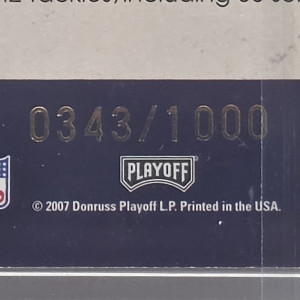 0343/1000
PLAYOFF
© 2007 Donruss Playoff L.P. Printed in the USA.